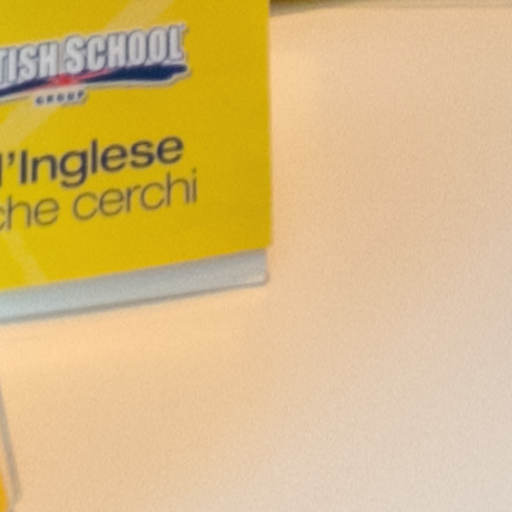 TISH SCHOOL
GROUP
l'Inglese
che cerchi